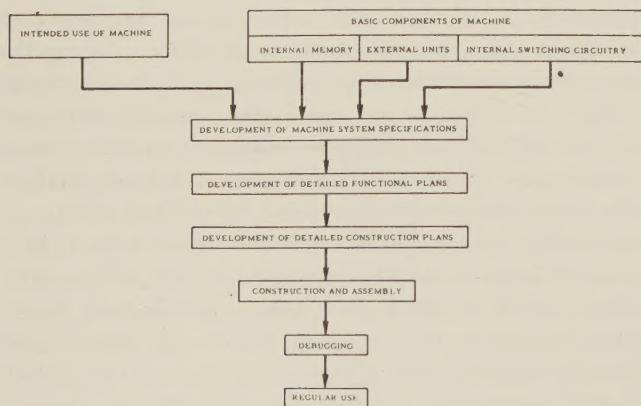 INTENDED USE OF MACHINE
BASIC COMPONENTS OF MACHINE
INTERNAL MEMORY
EXTERNAL UNITS
INTERNAL SWITCHING CIRCUITRY
DEVELOPMENT OF MACHINE SYSTEM SPECIFICATIONS
DEVELOPMENT OF DETAILED FUNCTIONAL PLANS
DEVELOPMENT OF DETAILED CONSTRUCTION PLANS
CONSTRUCTION AND ASSEMBLY
DEBUGGING
REGULAR USE